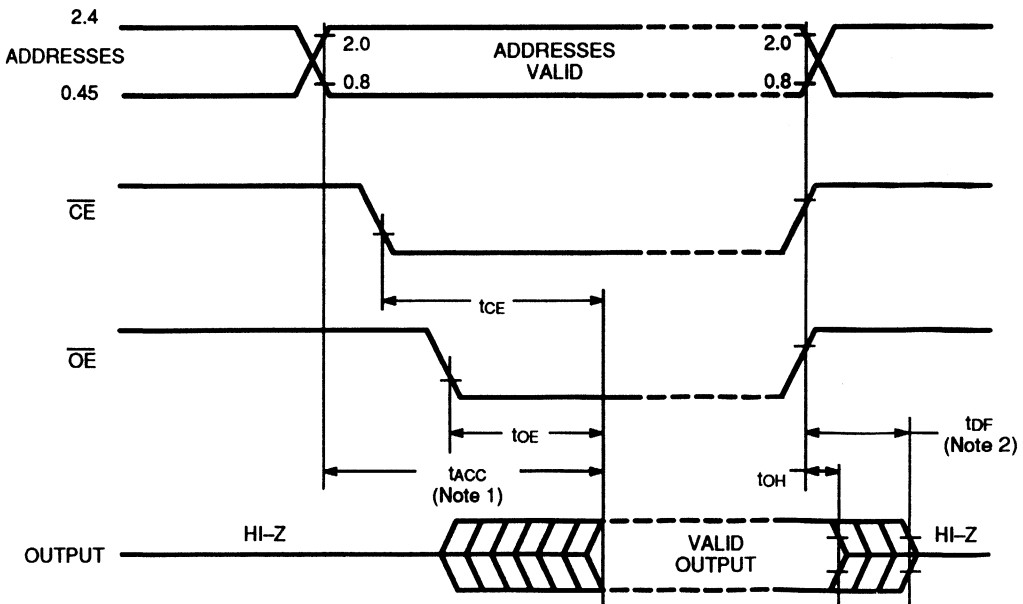 2.4
ADDRESSES
0.45
2.0
0.8
ADDRESSES
VALID
2.0
0.8
CE
tCE
OE
tOE
tACC
(Note 1)
tOH
tDF
(Note 2)
OUTPUT
HI–Z
VALID
OUTPUT
HI–Z